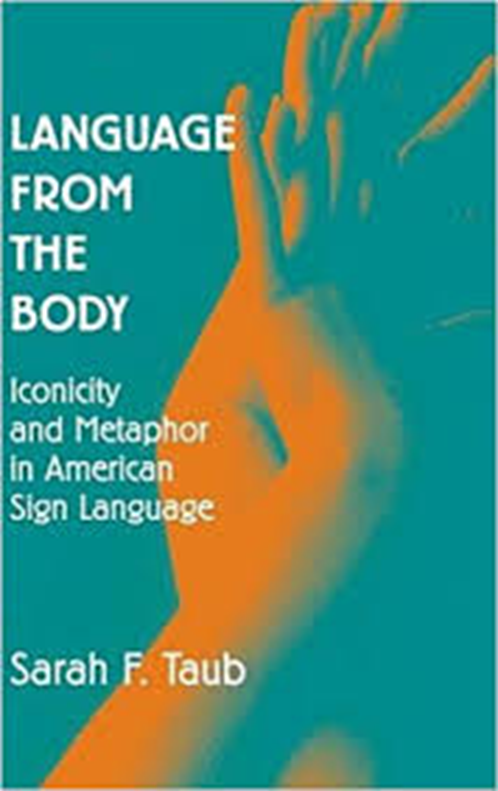 LANGUAGE
FROM
THE
BODY
Iconicity
and Metaphor
in American
Sign Language
Sarah F. Taub